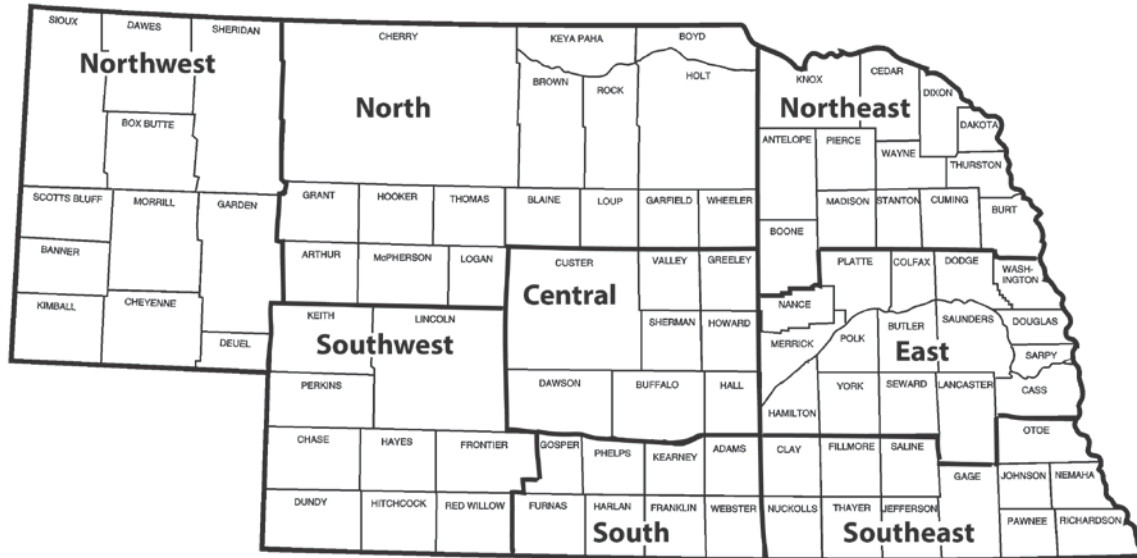 SIOUX DAWES SHERIDAN CHERRY KEYA PAHA BOYD
Northwest
KNOX CEDAR
BROWN ROCK HOLT
DIXON
North
Northeast
BOX BUTTE
DAKOTA
ANTELOPE PIERCE
WAYNE
THURSTON
SCOTTS BLUFF MORRILL GARDEN GRANT HOOKER THOMAS BLAINE LOUP GARFIELD WHEELER
MADISON STANTON CUMING
BURT
BOONE
BANNER
ARTHUR McPHERSON LOGAN
CUSTER VALLEY GREELEY
PLATTE COLFAX DODGE
WASH-
INGTON
KIMBALL CHEYENNE
Central
NANCE
KEITH LINCOLN
SHERMAN HOWARD
BUTLER SAUNDERS DOUGLAS
DEUEL
Southwest
MERRICK POLK
East
SARPY
PERKINS
DAWSON BUFFALO HALL
YORK SEWARD LANCASTER
CASS
HAMILTON
OTOE
CHASE HAYES FRONTIER GOSPER PHELPS KEARNEY ADAMS CLAY FILLMORE SALINE
GAGE JOHNSON NEMAHA
DUNDY HITCHCOCK RED WILLOW FURNAS HARLAN FRANKLIN WEBSTER NUCKOLLS THAYER JEFFERSON
PAWNEE RICHARDSON
South
Southeast